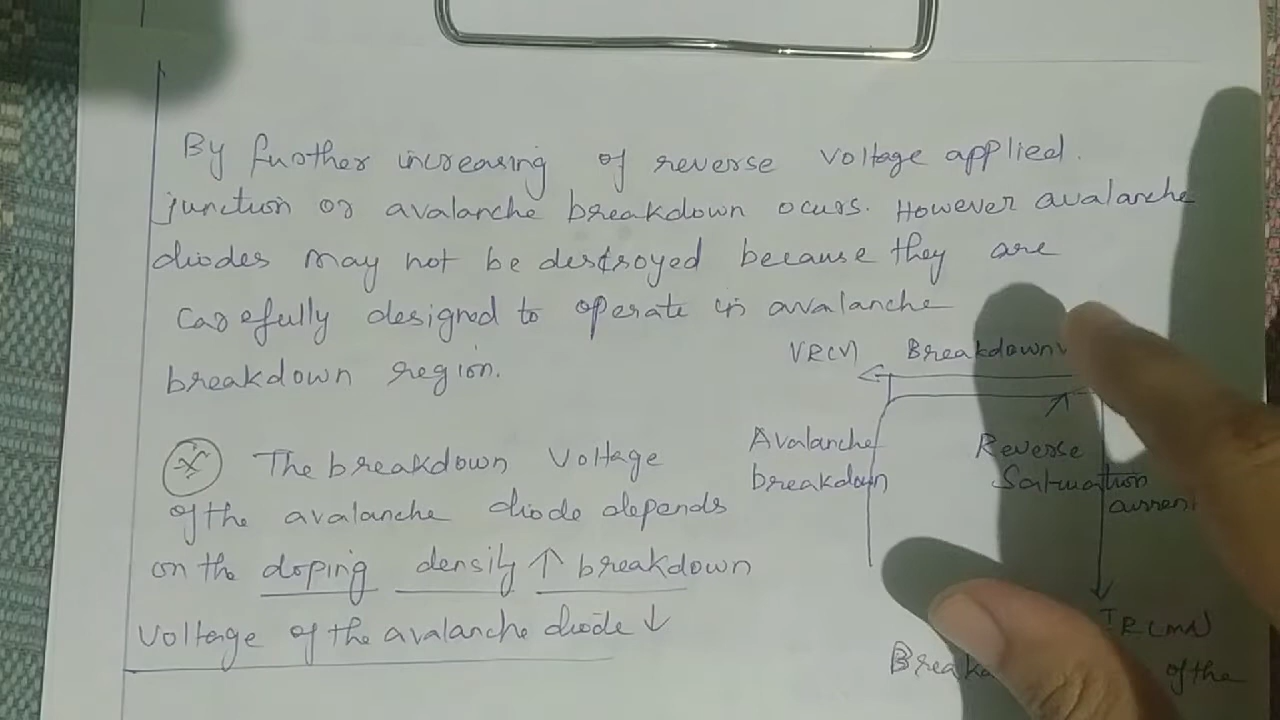 By further increasing of reverse voltage applied.
junction or avalanche breakdown ocurs. However avalanche
diodes may not be destroyed because they are
carefully designed to operate in avalanche
breakdown region.
VR(V) Breakdown
Avalanche breakdown
Reverse Saturation current
The breakdown voltage
of the avalanche diode depends
on the doping density ↑ breakdown
voltage of the avalanche diode ↓
IR(mA)
of the